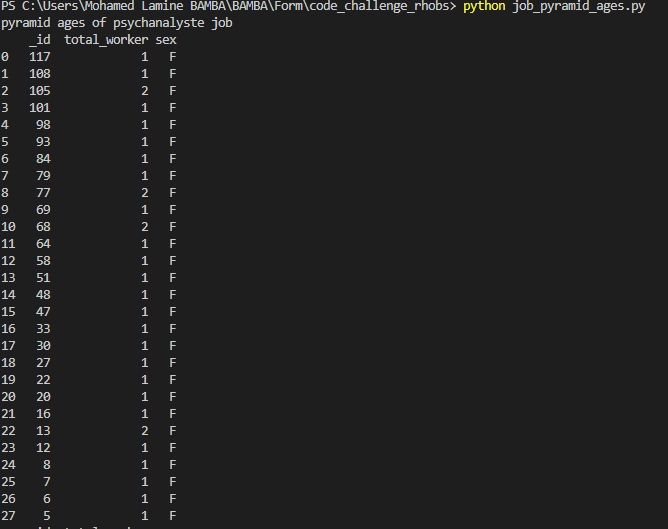 PS C:\Users\Mohamed Lamine BAMBA\BAMBA\Form\code_challenge_rhobs> python job_pyramid_ages.py
pyramid ages of psychanalyste job
_id total_worker sex
0 117 1 F
1 108 1 F
2 105 2 F
3 101 1 F
4 98 1 F
5 93 1 F
6 84 1 F
7 79 1 F
8 77 2 F
9 69 1 F
10 68 2 F
11 64 1 F
12 58 1 F
13 51 1 F
14 48 1 F
15 47 1 F
16 33 1 F
17 30 1 F
18 27 1 F
19 22 1 F
20 20 1 F
21 16 1 F
22 13 2 F
23 12 1 F
24 8 1 F
25 7 1 F
26 6 1 F
27 5 1 F